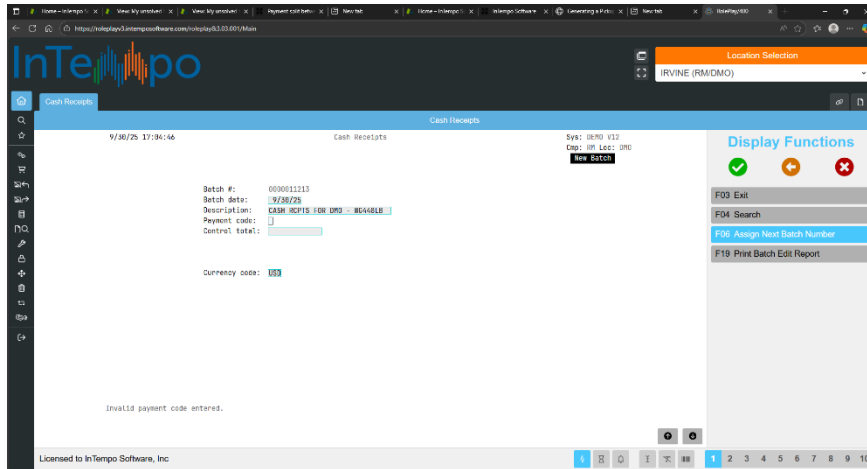 Home - InTempo S
View: My unsolved
View: My unsolved
Payment split betw
New tab
Home - InTempo S
InTempo Software
Generating a Picku
New tab
RolePlay/400
https://roleplayv3.intemposoftware.com/roleplay8.3.03.001/Main
InTempo
Location Selection
IRVINE (RM/DMO)
Cash Receipts
Cash Receipts
9/30/25 17:04:46 Cash Receipts Sys: DEMO V12
Cmp: RM Loc: DMO
New Batch
Display Functions
Batch #: 0000011213
Batch date: 9/30/25
Description: CASH RCPTS FOR DMO -
Payment code:
Control total:
Currency code: USD
F03 Exit
F04 Search
F06 Assign Next Batch Number
F19 Print Batch Edit Report
Invalid payment code entered.
Licensed to InTempo Software, Inc
1 2 3 4 5 6 7 8 9 10